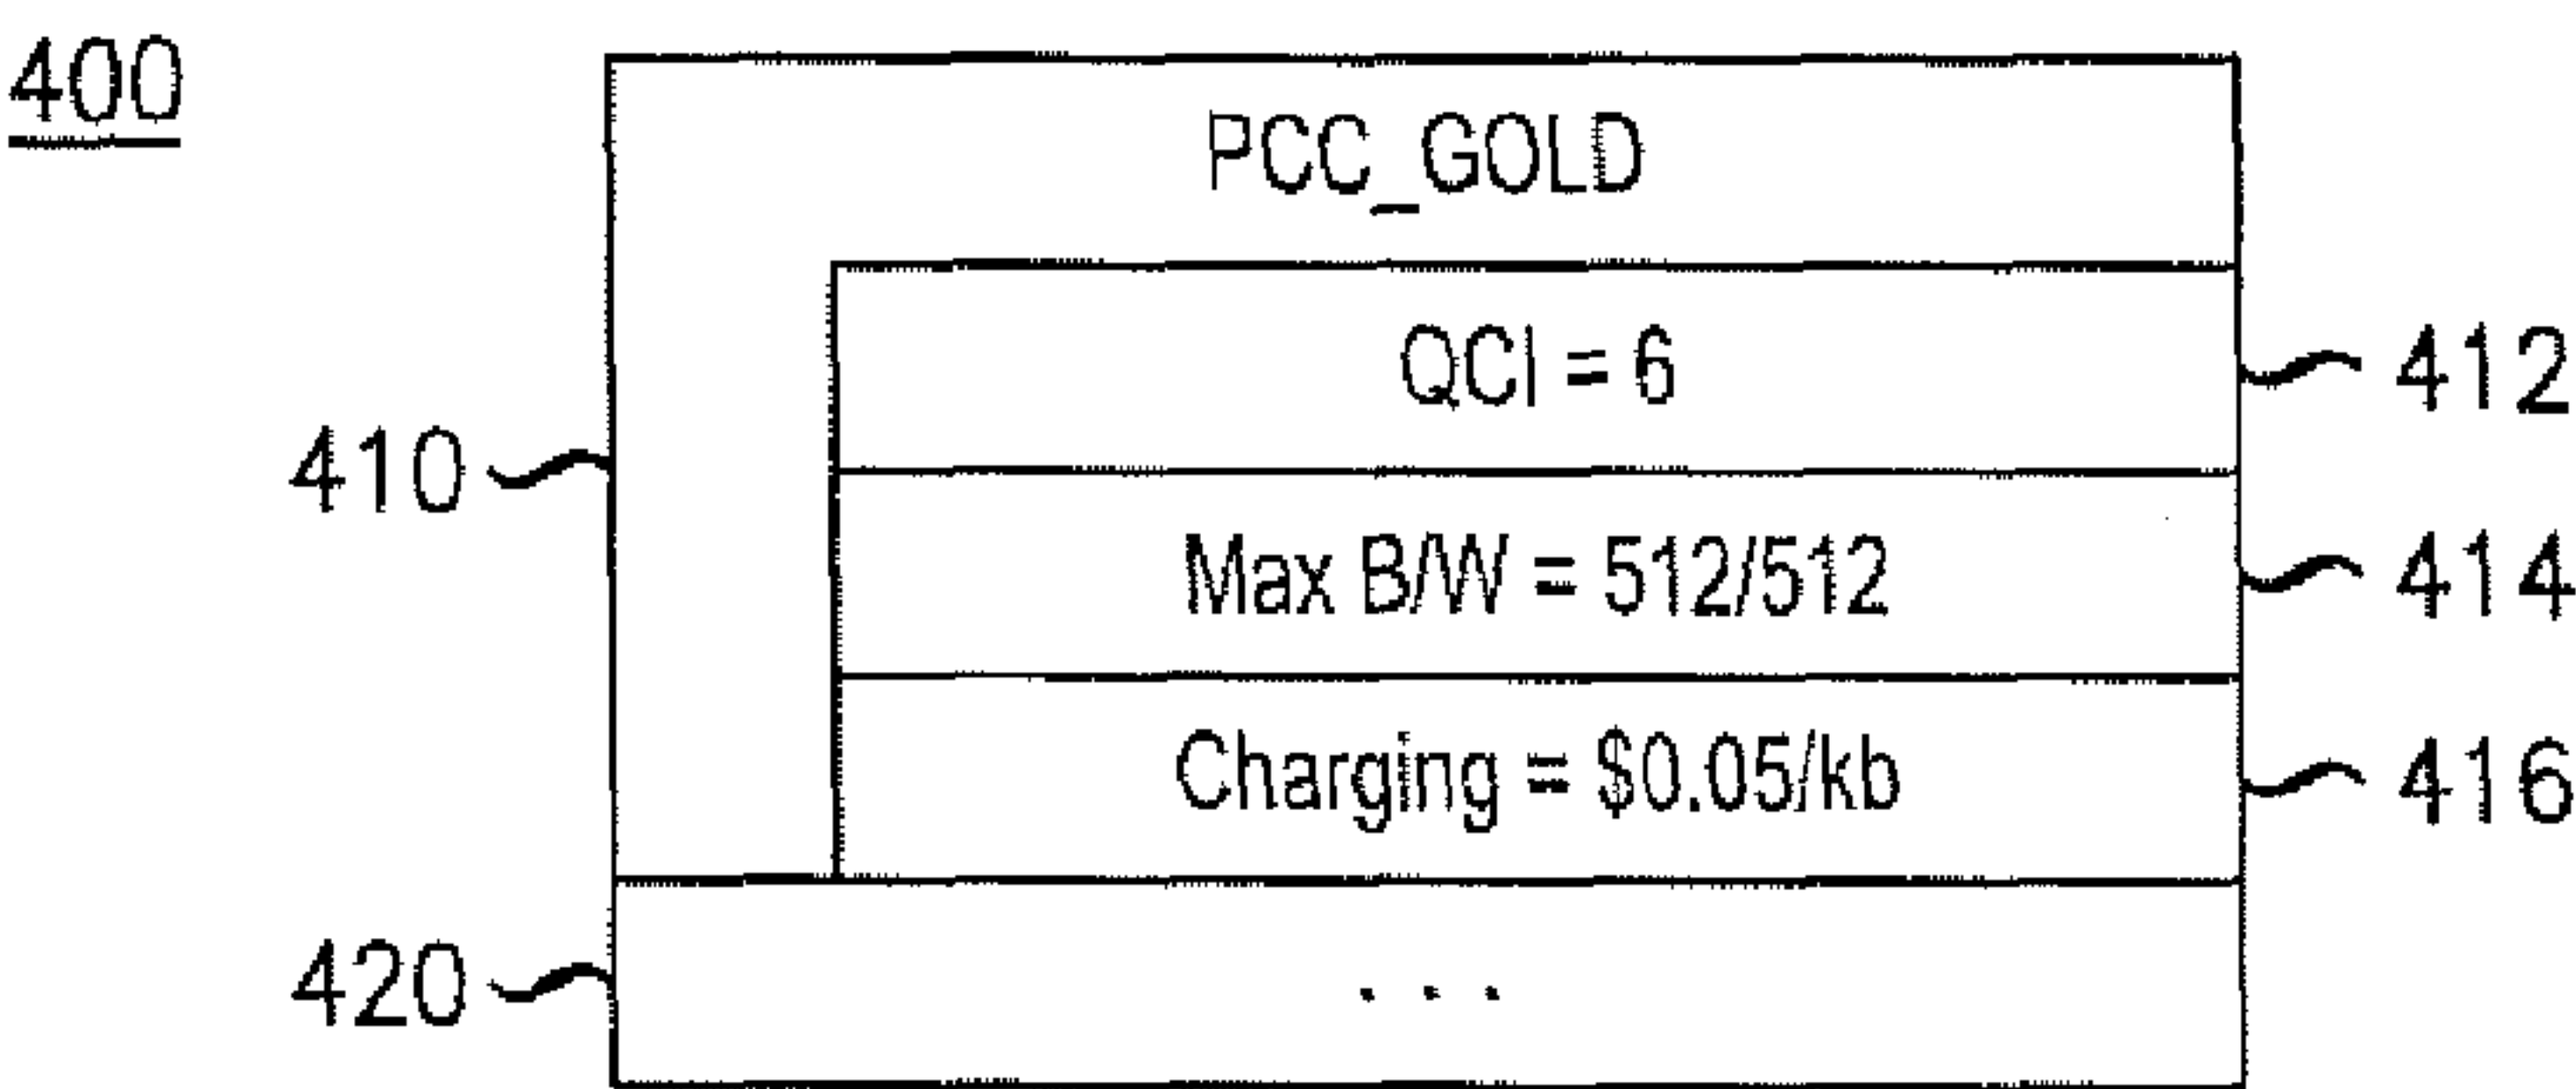 400
PCC_GOLD
QCI = 6
412
410
Max B/W = 512/512
414
Charging = $0.05/kb
416
420
. . .